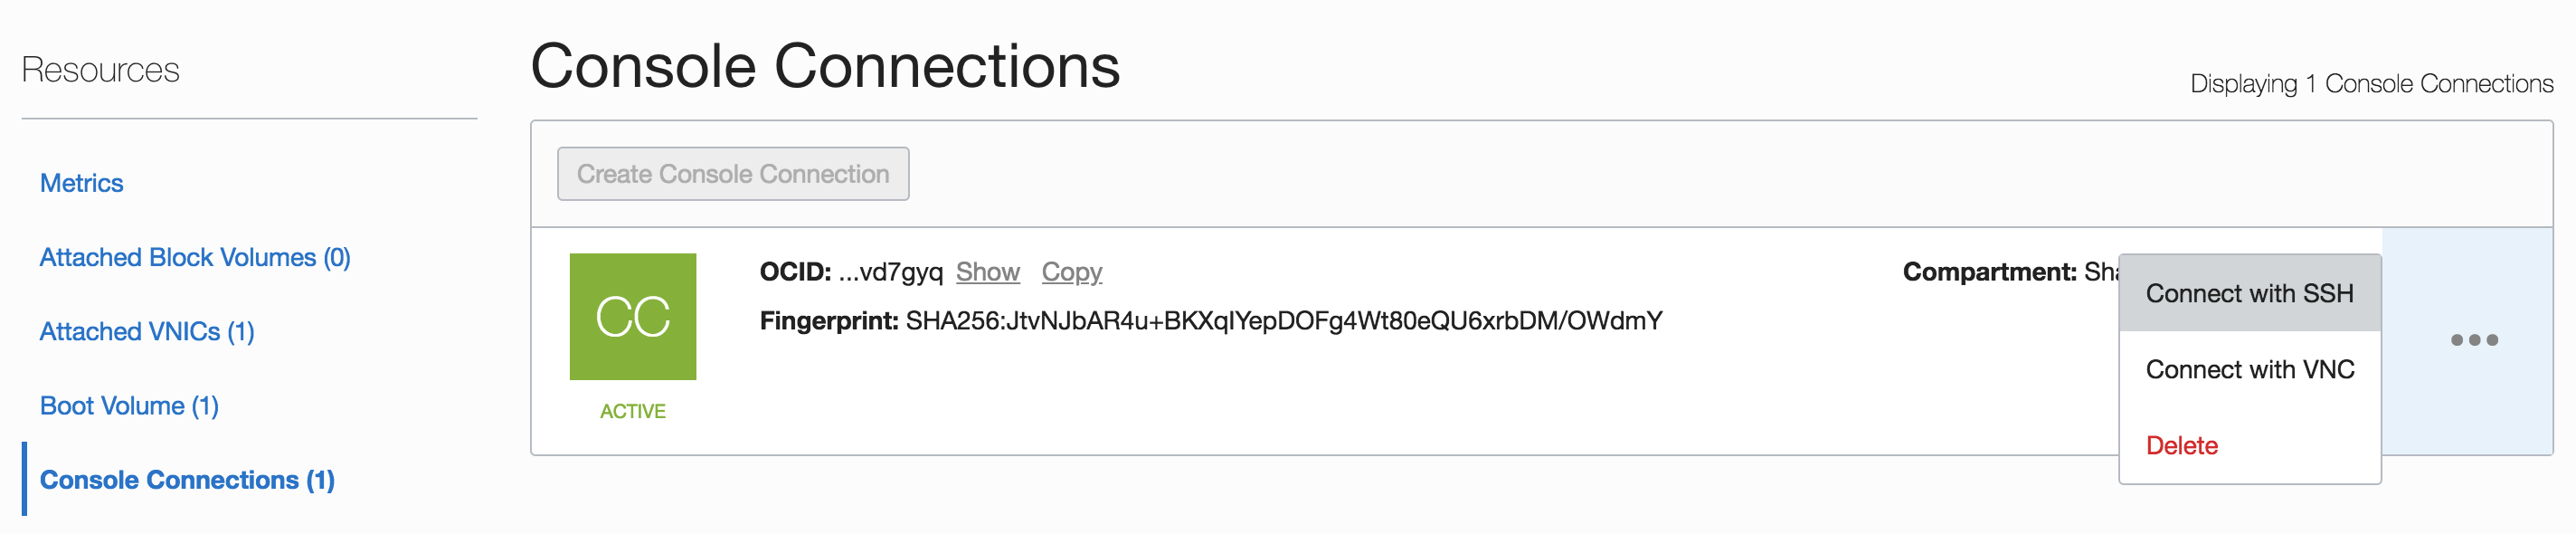 Resources
Metrics
Attached Block Volumes (0)
Attached VNICs (1)
Boot Volume (1)
Console Connections (1)
Console Connections
Displaying 1 Console Connections
Create Console Connection
CC
ACTIVE
OCID: ...vd7gyq Show Copy
Fingerprint: SHA256:JtvNJbAR4u+BKXqIYepDOFg4Wt80eQU6xrbDM/OWdmY
Compartment:
Connect with SSH
Connect with VNC
Delete